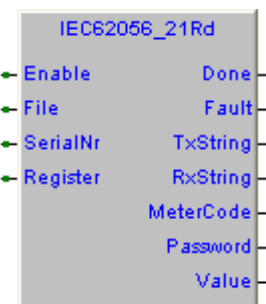 IEC62056_21Rd
Enable Done
File Fault
SerialNr TxString
Register RxString
MeterCode
Password
Value